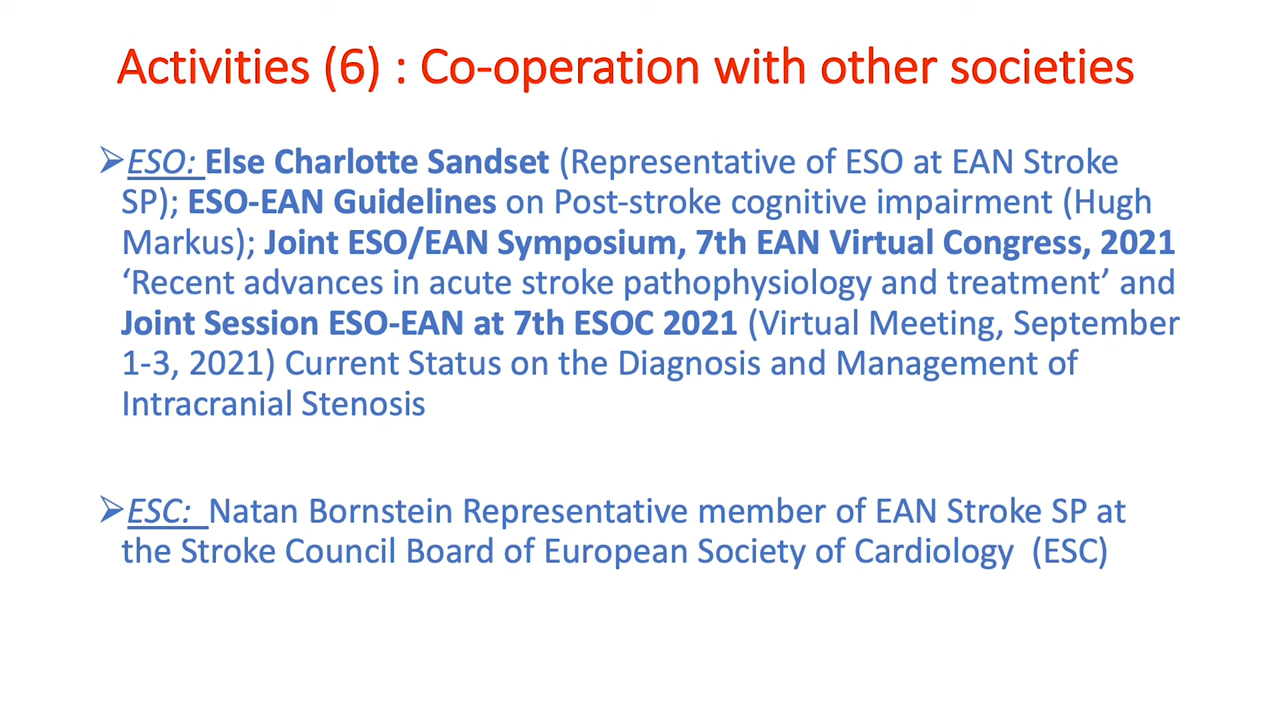 Activities (6) : Co-operation with other societies
➢ESO: Else Charlotte Sandset (Representative of ESO at EAN Stroke
SP); ESO-EAN Guidelines on Post-stroke cognitive impairment (Hugh
Markus); Joint ESO/EAN Symposium, 7th EAN Virtual Congress, 2021
‘Recent advances in acute stroke pathophysiology and treatment’ and
Joint Session ESO-EAN at 7th ESOC 2021 (Virtual Meeting, September
1-3, 2021) Current Status on the Diagnosis and Management of
Intracranial Stenosis
➢ESC: Natan Bornstein Representative member of EAN Stroke SP at
the Stroke Council Board of European Society of Cardiology (ESC)